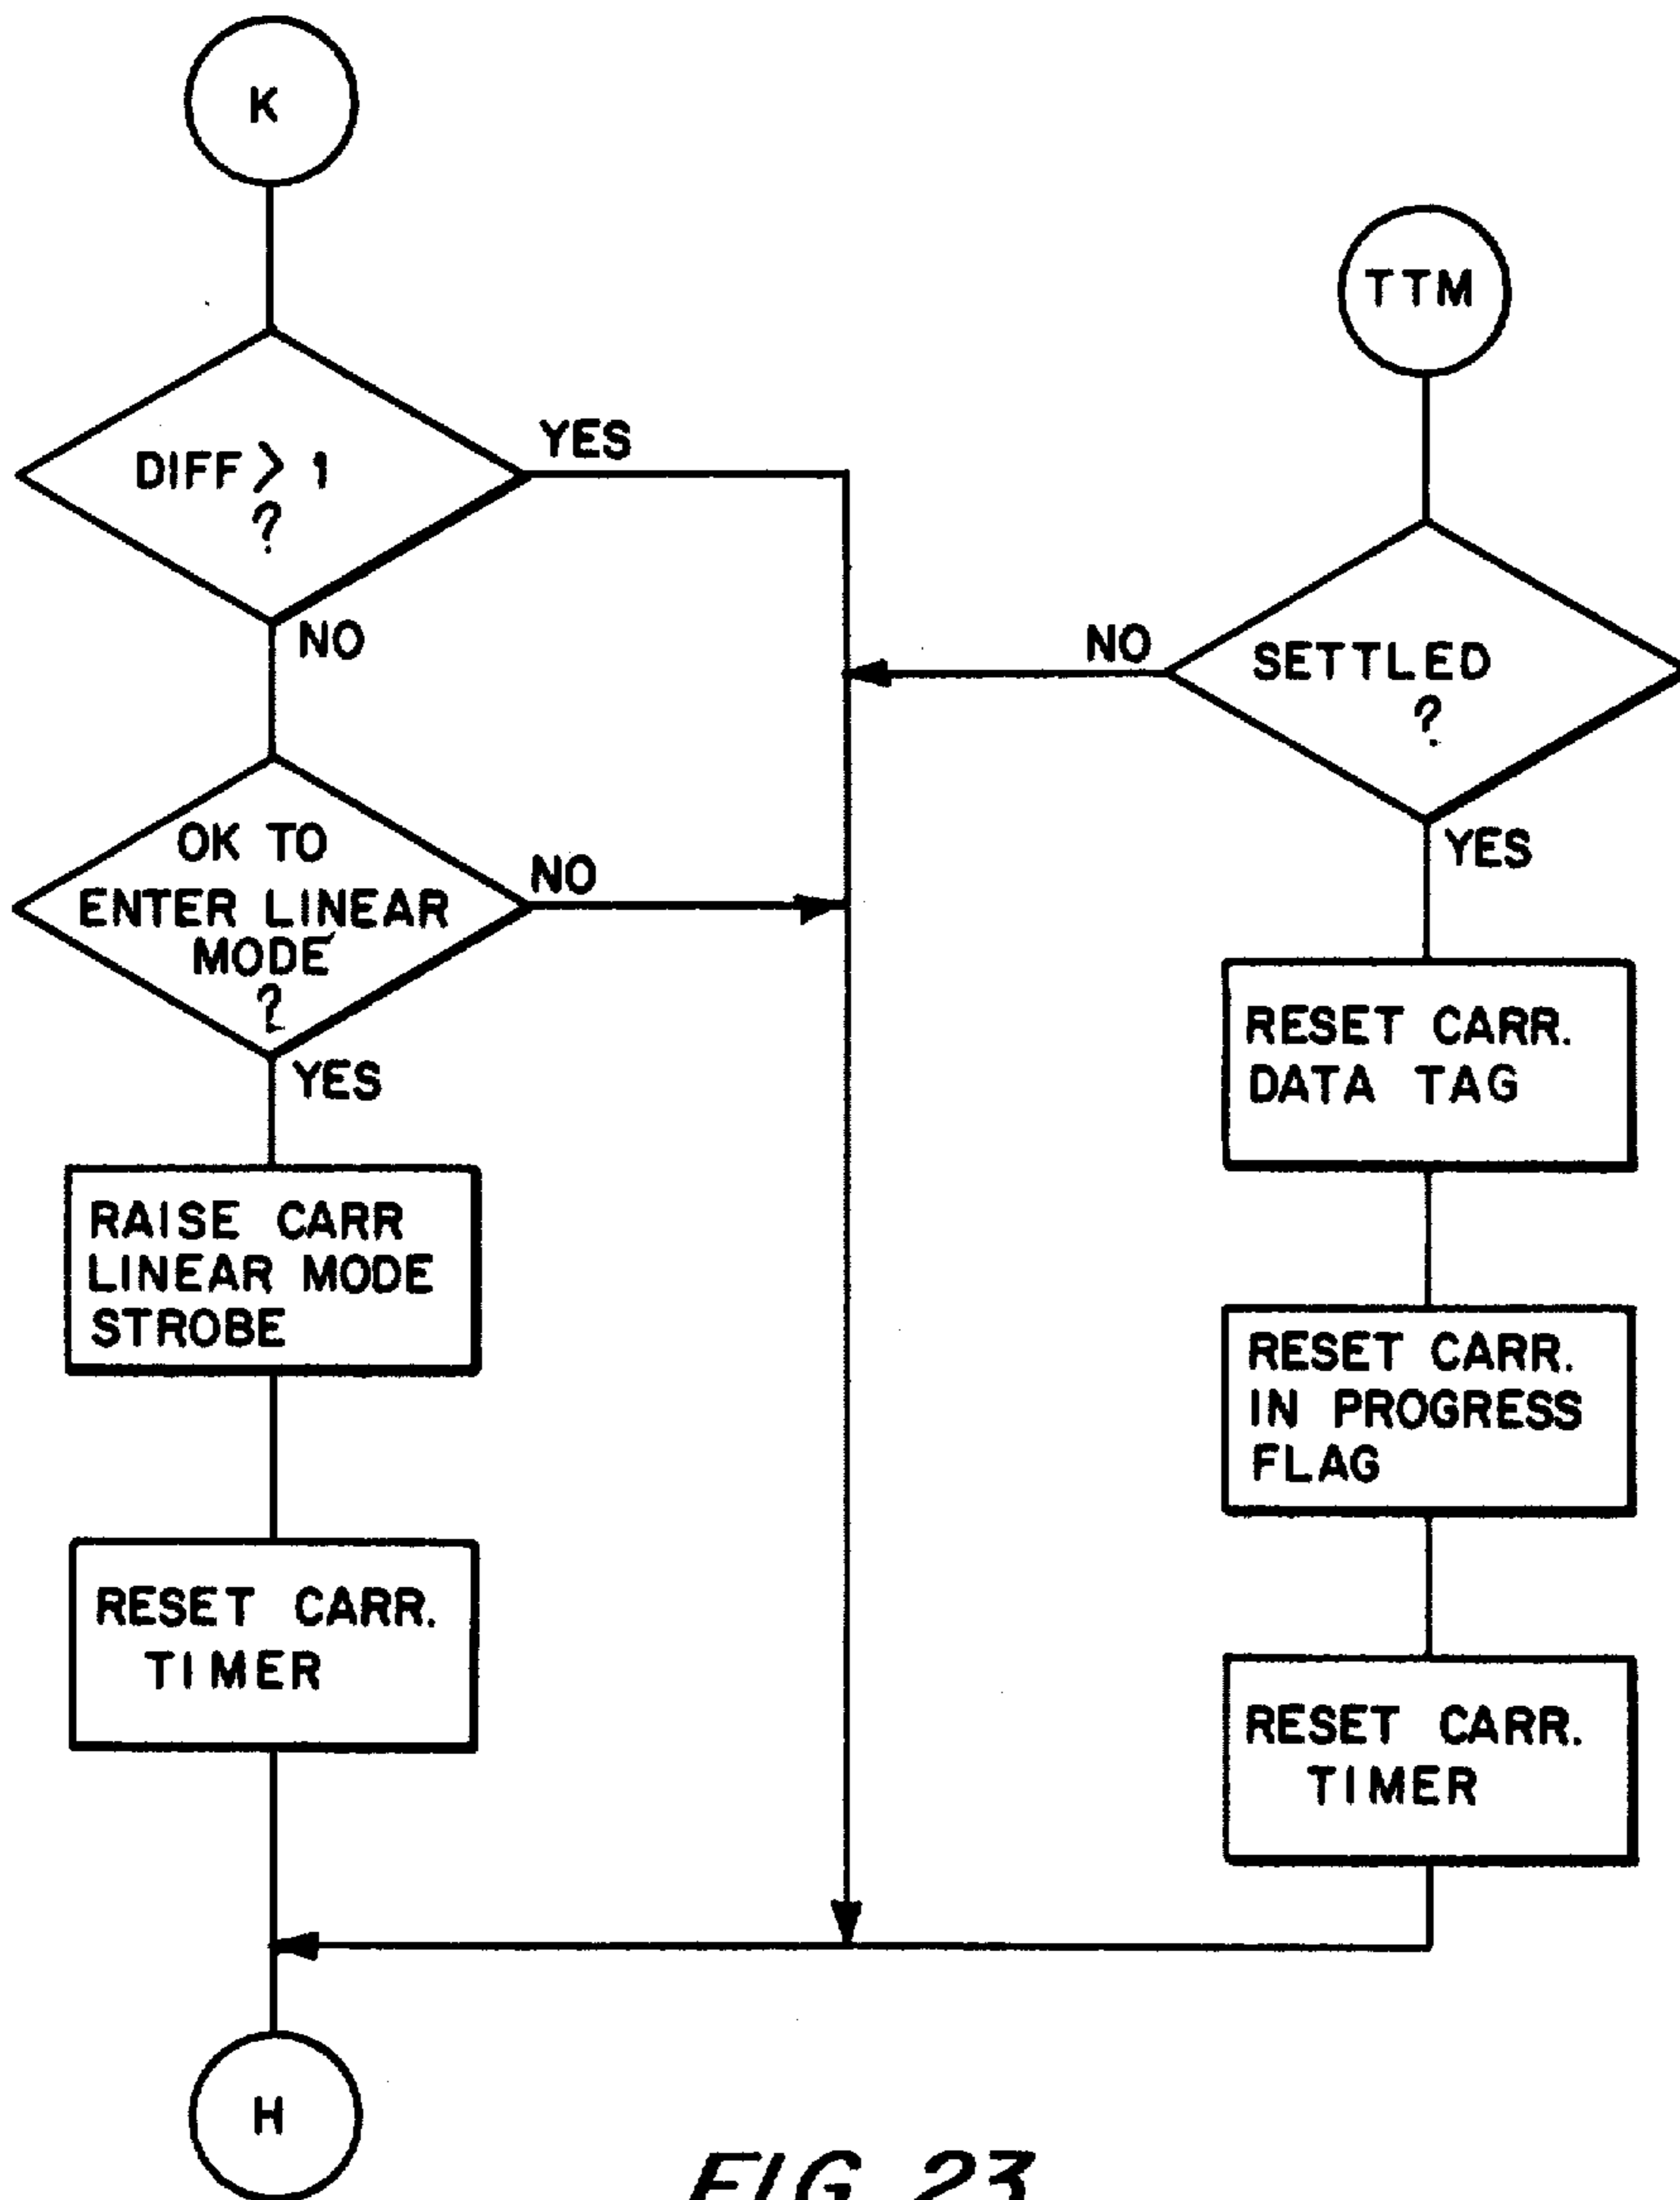 K
DIFF > 1
?
YES
NO
OK TO
ENTER LINEAR
MODE
?
NO
YES
RAISE CARR
LINEAR MODE
STROBE
RESET CARR.
TIMER
H
TTM
SETTLED
?
NO
YES
RESET CARR.
DATA TAG
RESET CARR.
IN PROGRESS
FLAG
RESET CARR.
TIMER
FIG. 23